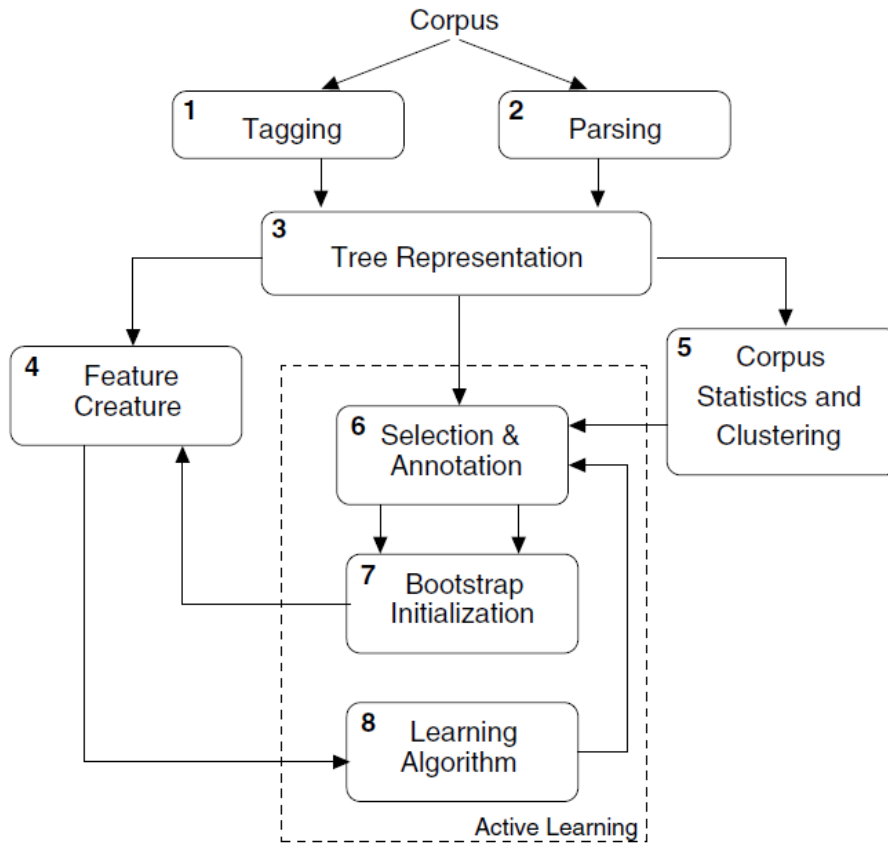 Corpus
1
Tagging
2
Parsing
3
Tree Representation
4
Feature
Creature
5
Corpus
Statistics and
Clustering
6
Selection &
Annotation
7
Bootstrap
Initialization
8
Learning
Algorithm
Active Learning